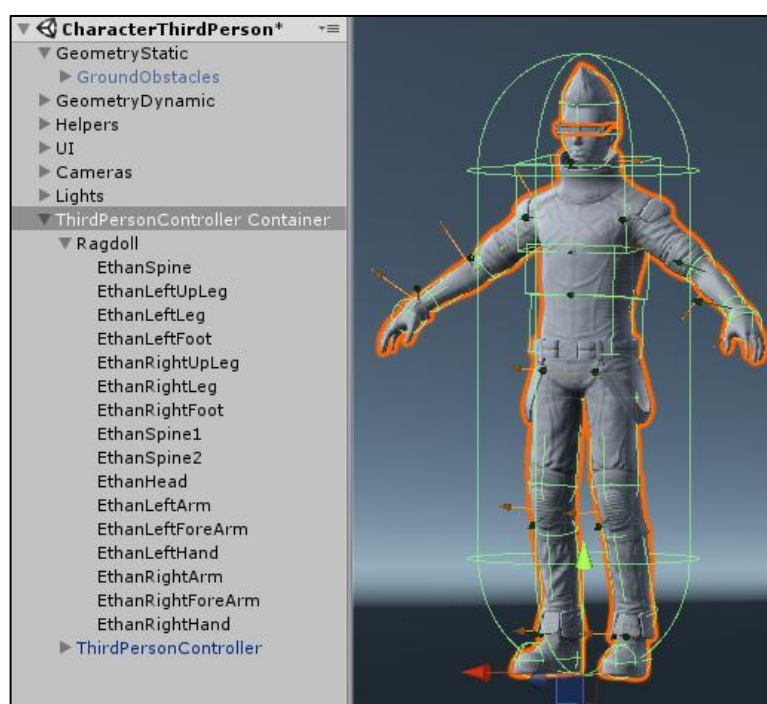 CharacterThirdPerson*
GeometryStatic
GroundObstacles
GeometryDynamic
Helpers
UI
Cameras
Lights
ThirdPersonController Container
Ragdoll
EthanSpine
EthanLeftUpLeg
EthanLeftLeg
EthanLeftFoot
EthanRightUpLeg
EthanRightLeg
EthanRightFoot
EthanSpine1
EthanSpine2
EthanHead
EthanLeftArm
EthanLeftForeArm
EthanLeftHand
EthanRightArm
EthanRightForeArm
EthanRightHand
ThirdPersonController